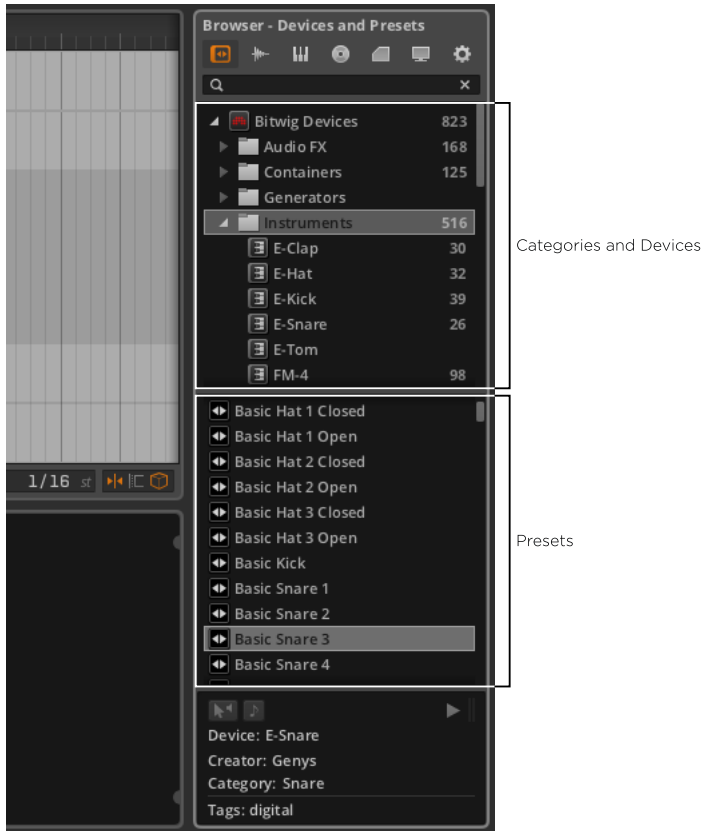 Browser - Devices and Presets
Bitwig Devices 823
Audio FX 168
Containers 125
Generators
Instruments 516
E-Clap 30
E-Hat 32
E-Kick 39
E-Snare 26
E-Tom
FM-4 98
Categories and Devices
Basic Hat 1 Closed
Basic Hat 1 Open
Basic Hat 2 Closed
1/16 st
Basic Hat 2 Open
Basic Hat 3 Closed
Basic Hat 3 Open
Presets
Basic Kick
Basic Snare 1
Basic Snare 2
Basic Snare 3
Basic Snare 4
Device: E-Snare
Creator: Genys
Category: Snare
Tags: digital